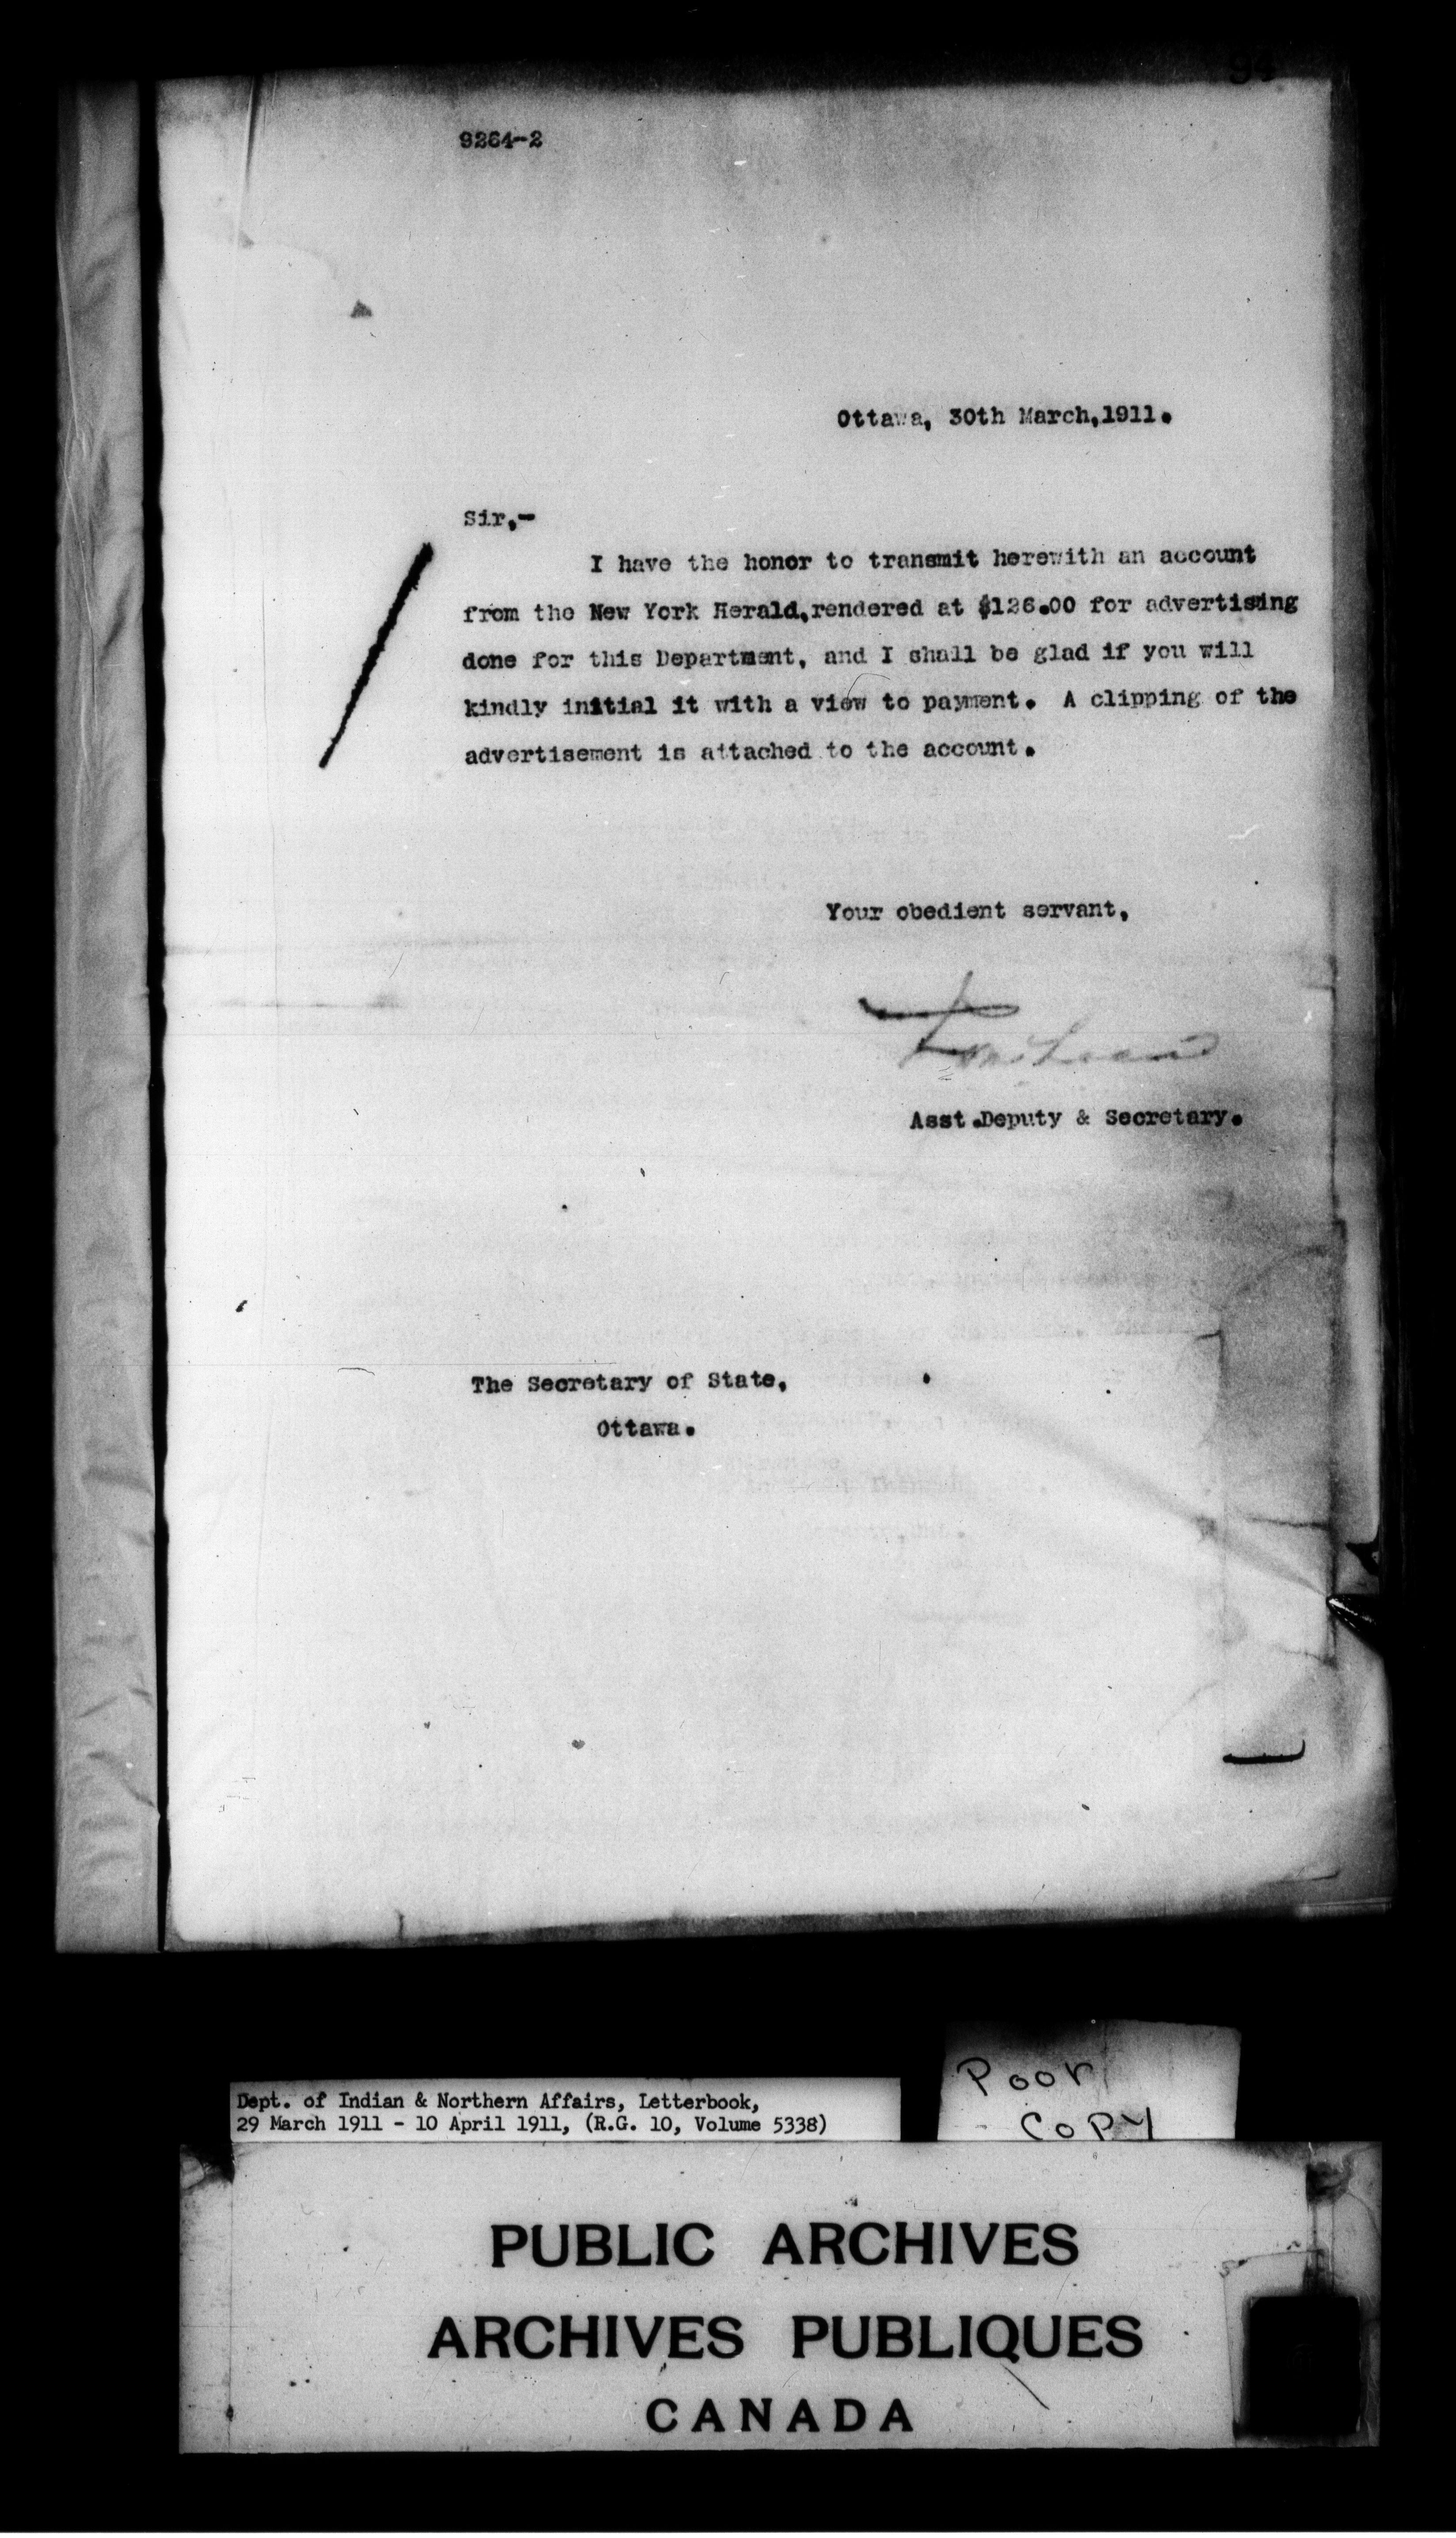 94
9264-2
Ottawa, 30th March,1911.
Sir,-
I have the honor to transmit herewith an account
from the New York Herald,rendered at $126.00 for advertising
done for this Department, and I shall be glad if you will
kindly initial it with a view to payment. A clipping of the
advertisement is attached to the account.
Your obedient servant,
Asst.Deputy & Secretary.
The Secretary of State,
Ottawa.
Poor
Copy
Dept. of Indian & Northern Affairs, Letterbook,
29 March 1911 - 10 April 1911, (R.G. 10, Volume 5338)
PUBLIC ARCHIVES
ARCHIVES PUBLIQUES
CANADA